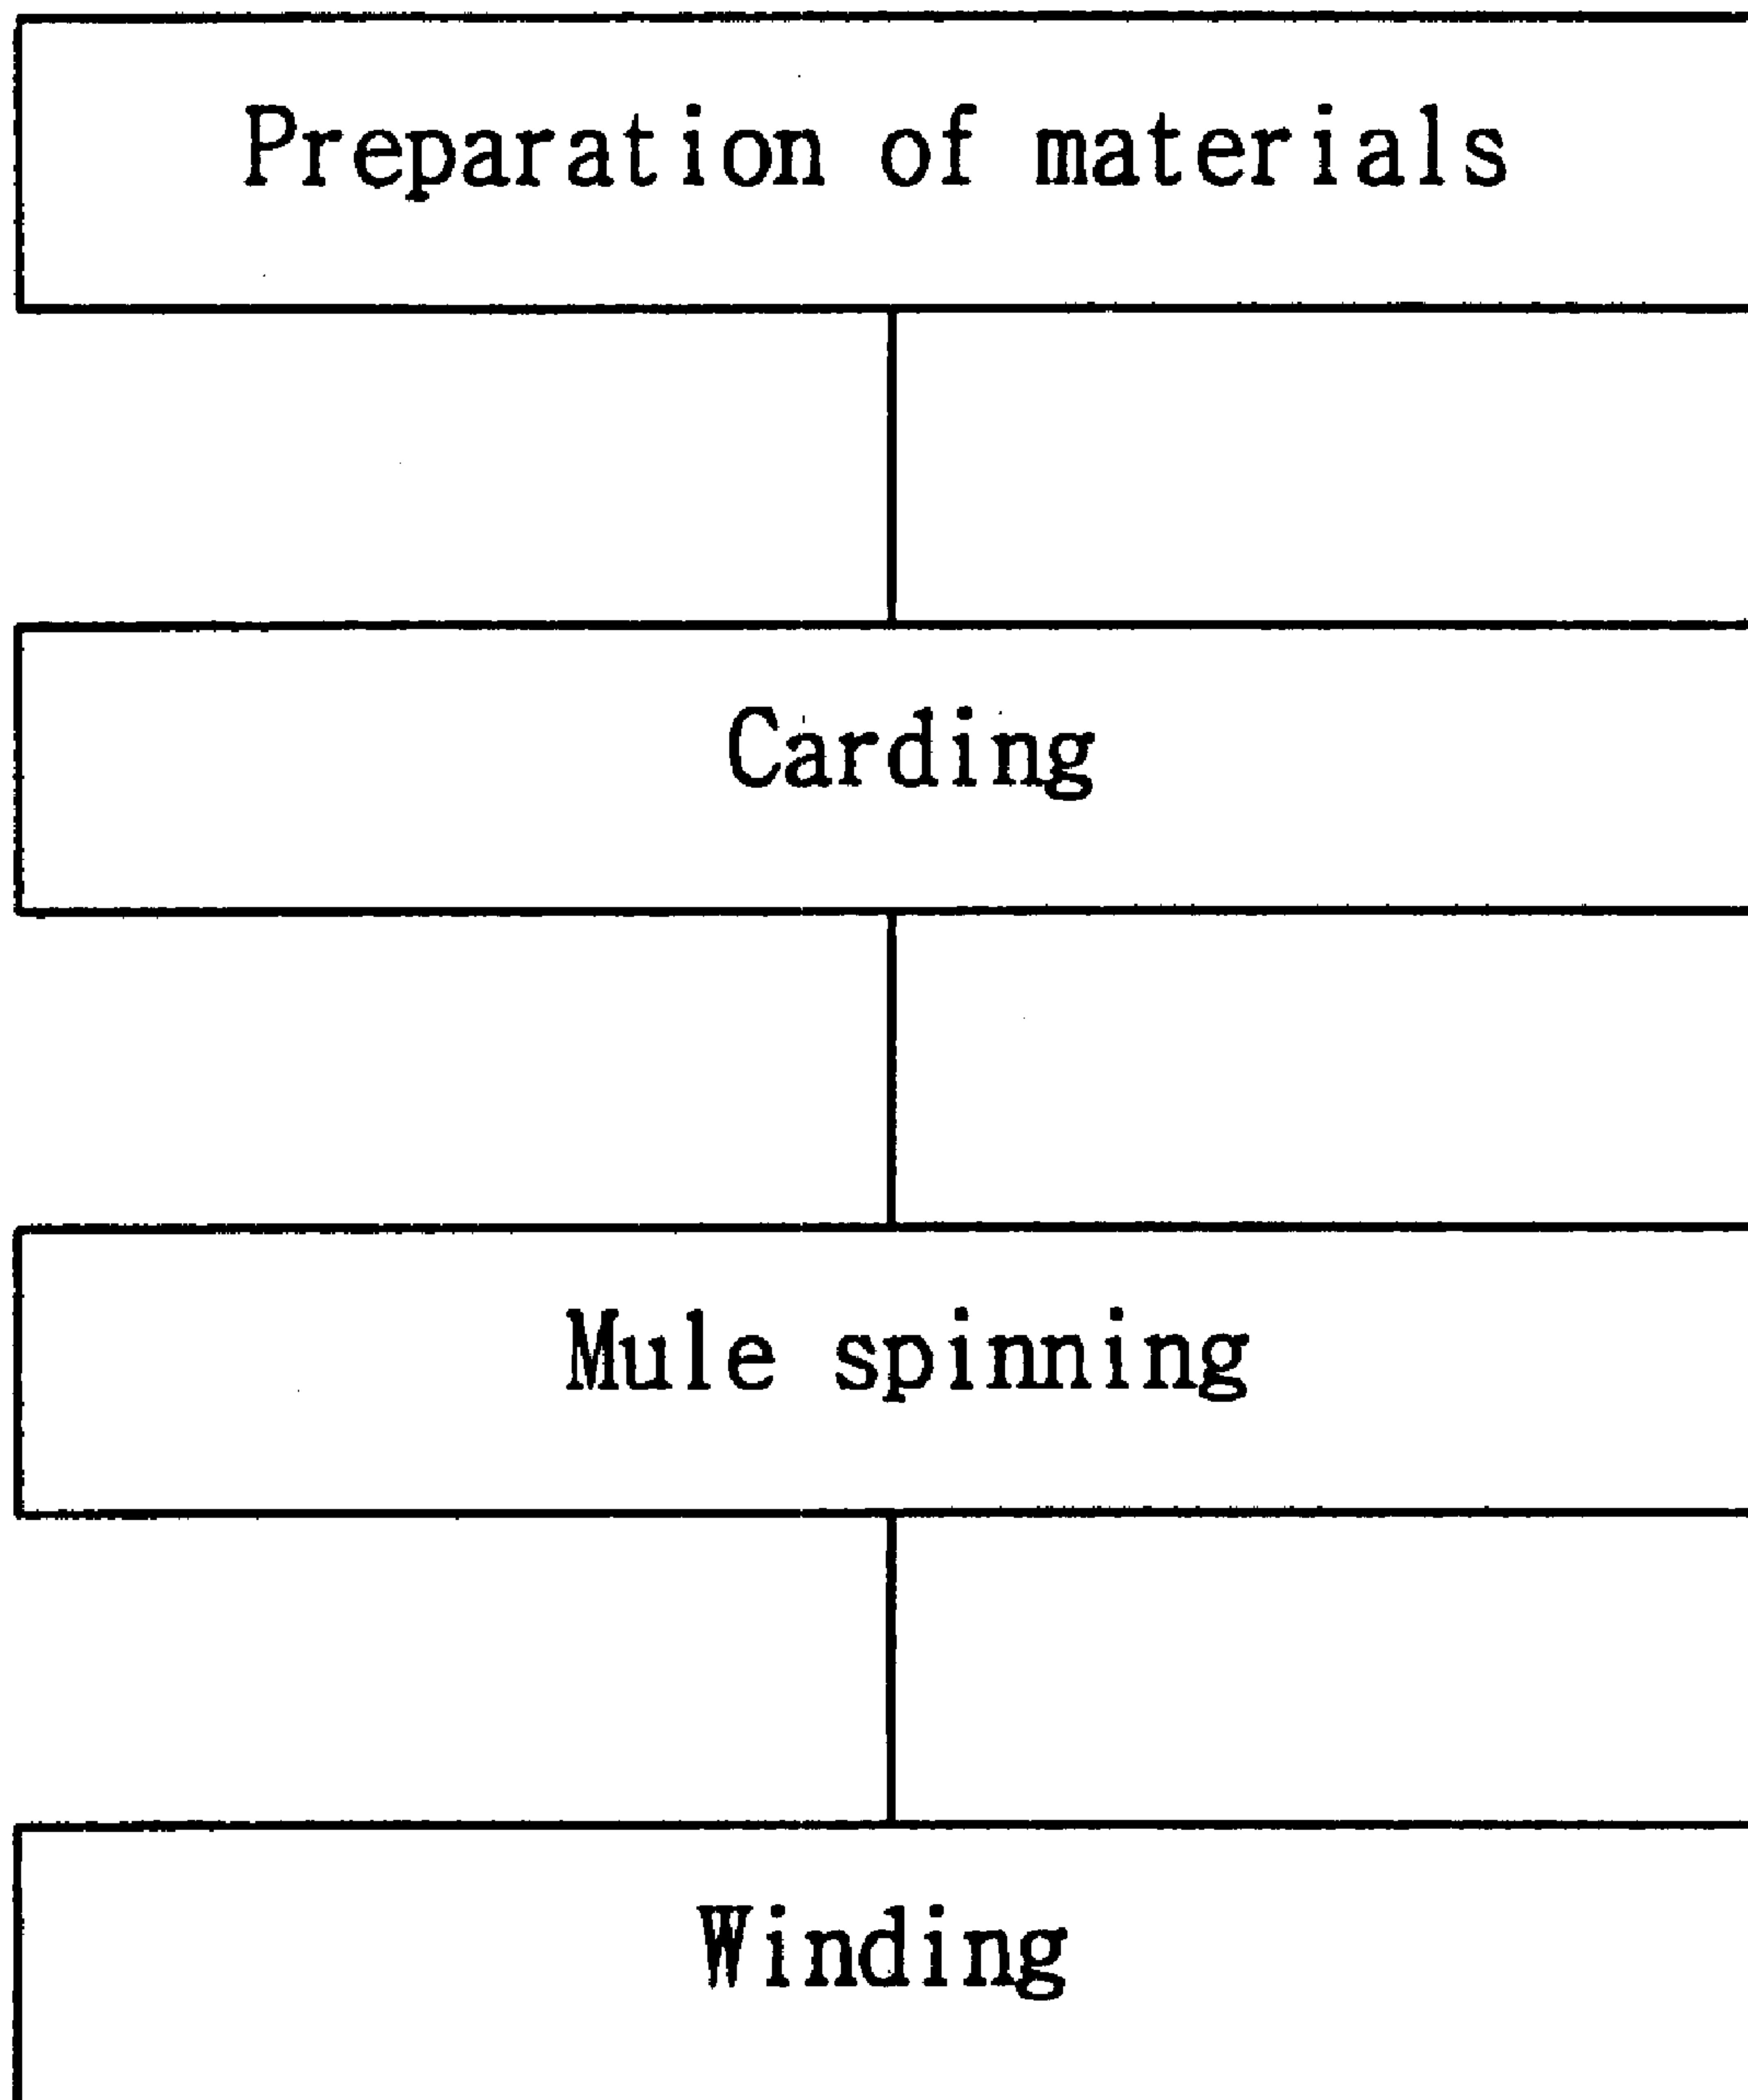 Preparation of materials
Carding
Mule spinning
Winding